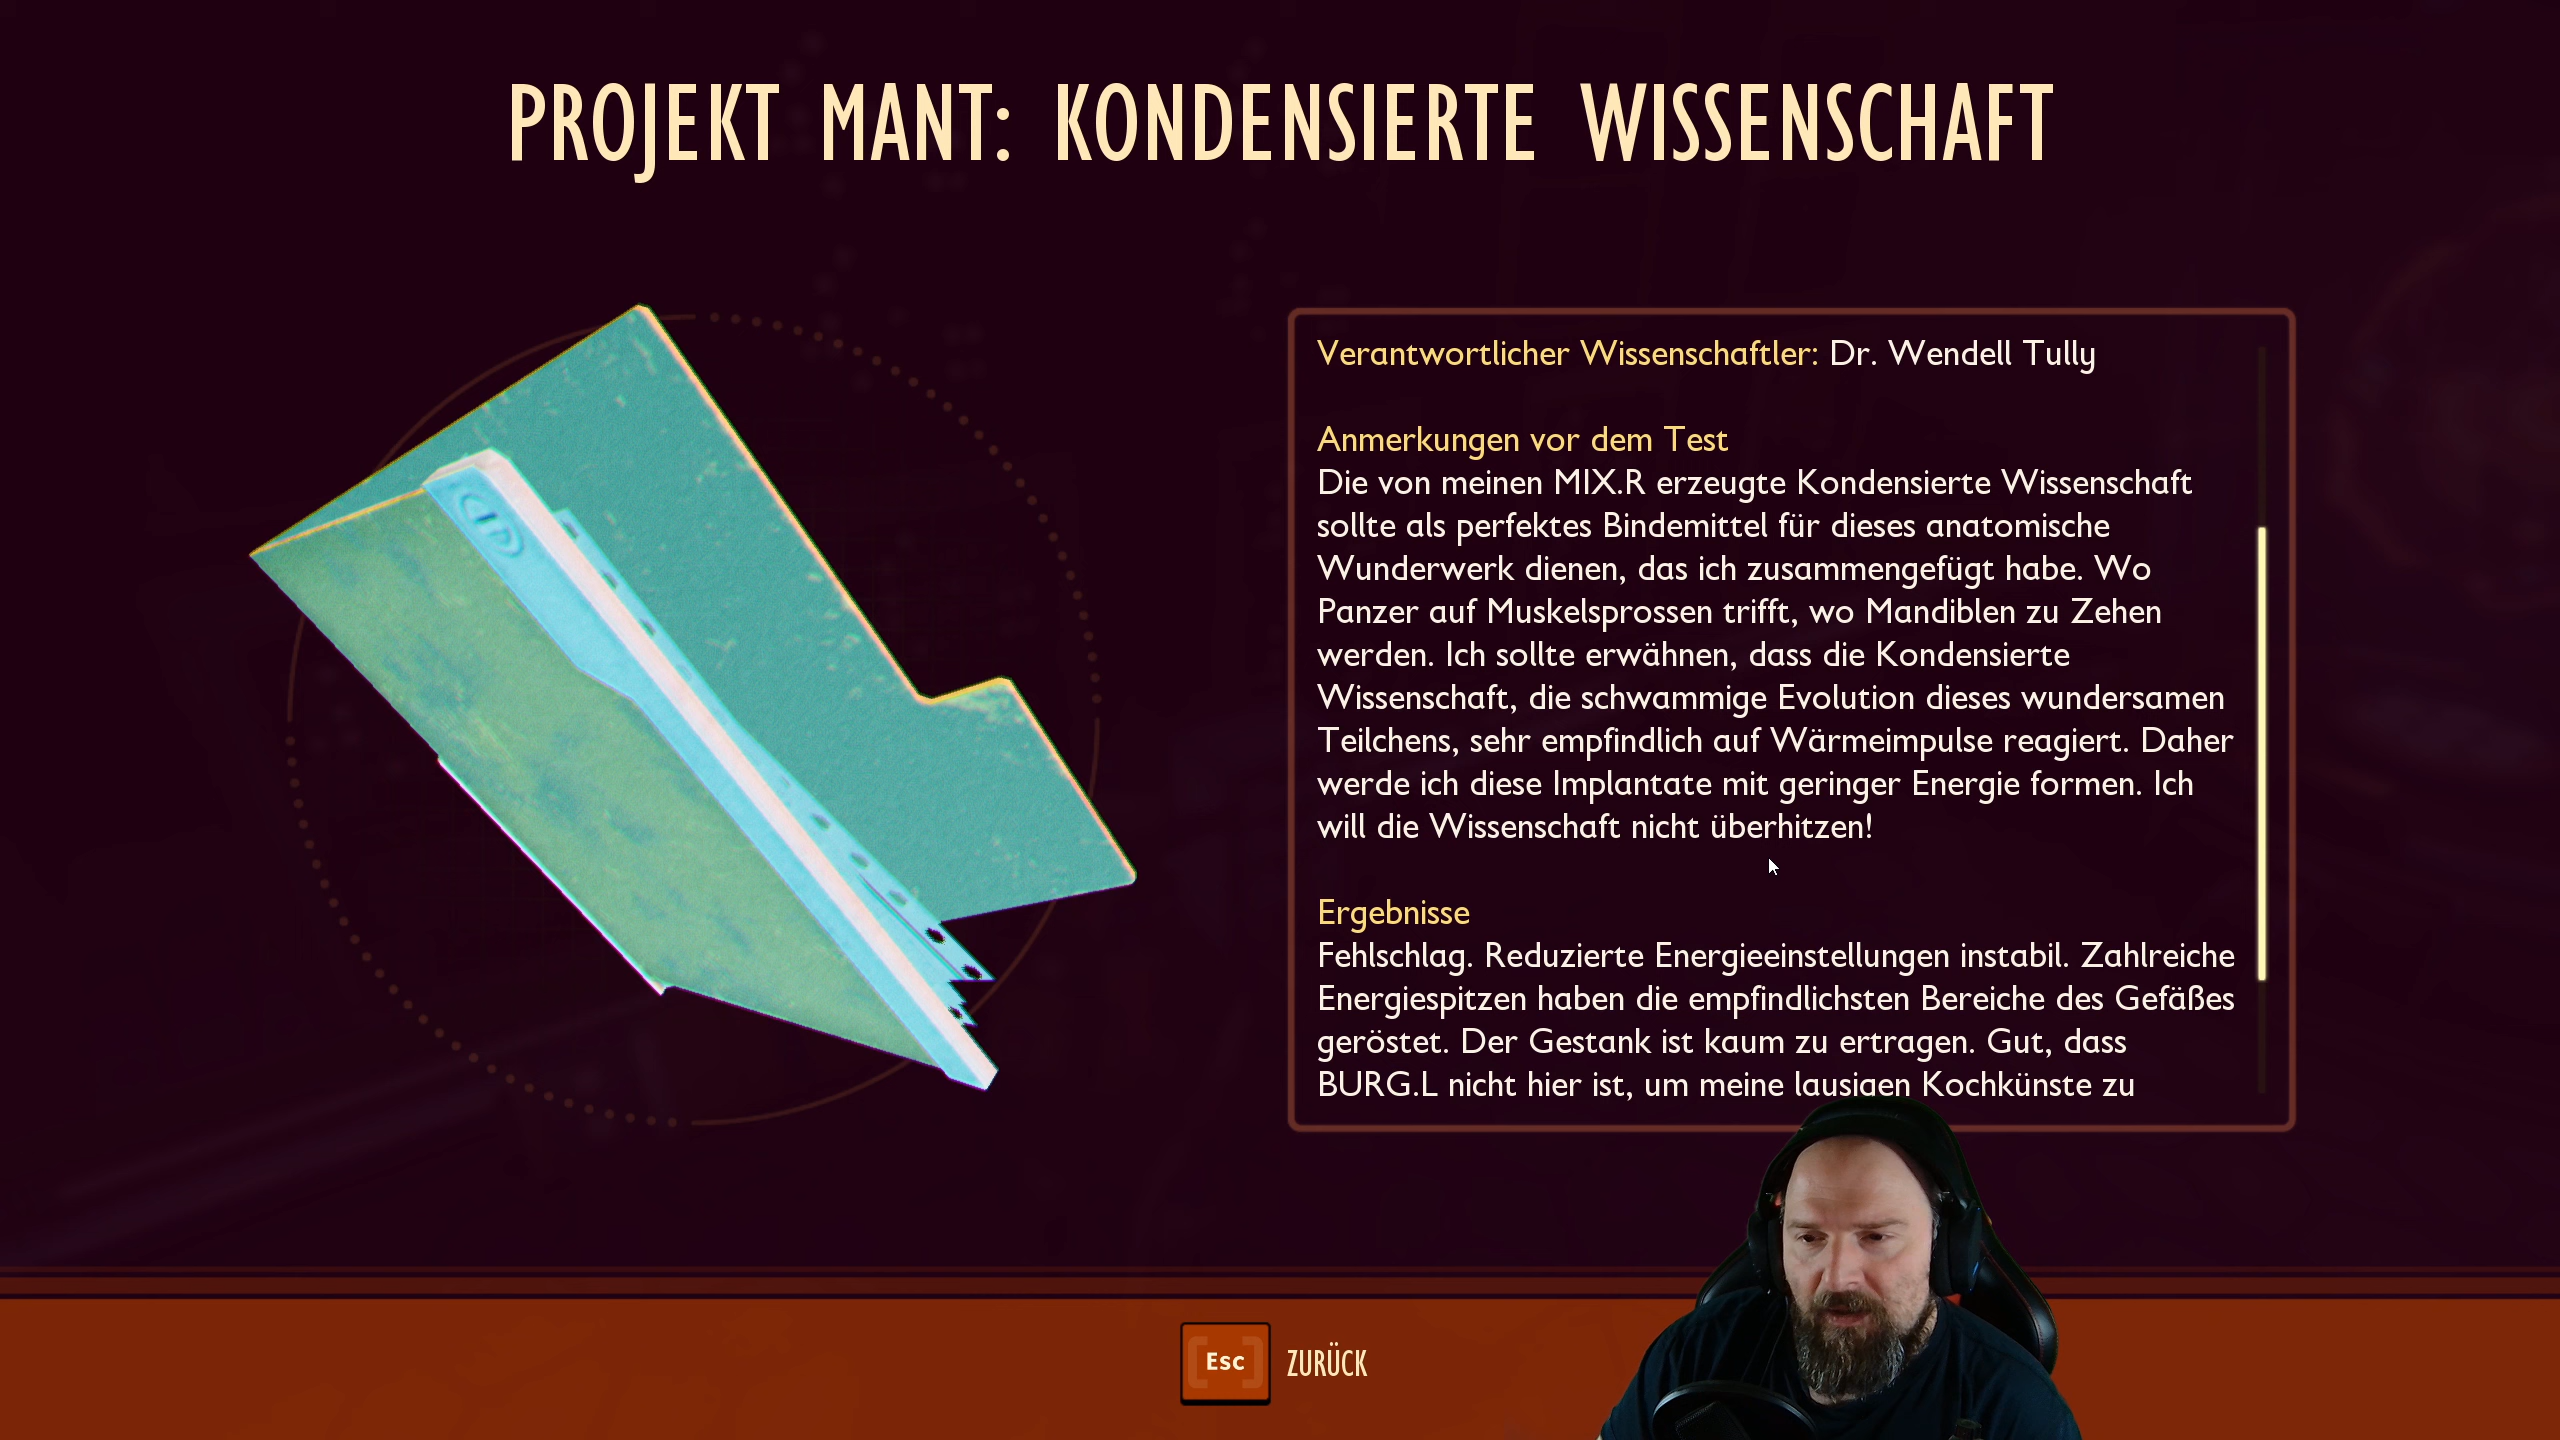 PROJEKT MANT: KONDENSIERTE WISSENSCHAFT
Verantwortlicher Wissenschaftler: Dr. Wendell Tully
Anmerkungen vor dem Test
Die von meinen MIX.R erzeugte Kondensierte Wissenschaft
sollte als perfektes Bindemittel für dieses anatomische
Wunderwerk dienen, das ich zusammengefügt habe. Wo
Panzer auf Muskelsprossen trifft, wo Mandiblen zu Zehen
werden. Ich sollte erwähnen, dass die Kondensierte
Wissenschaft, die schwammige Evolution dieses wundersamen
Teilchens, sehr empfindlich auf Wärmeimpulse reagiert. Daher
werde ich diese Implantate mit geringer Energie formen. Ich
will die Wissenschaft nicht überhitzen!
Ergebnisse
Fehlschlag. Reduzierte Energieeinstellungen instabil. Zahlreiche
Energiespitzen haben die empfindlichsten Bereiche des Gefäßes
geröstet. Der Gestank ist kaum zu ertragen. Gut, dass
BURG.L nicht hier ist, um meine lausigen Kochkünste zu
Esc ZURÜCK